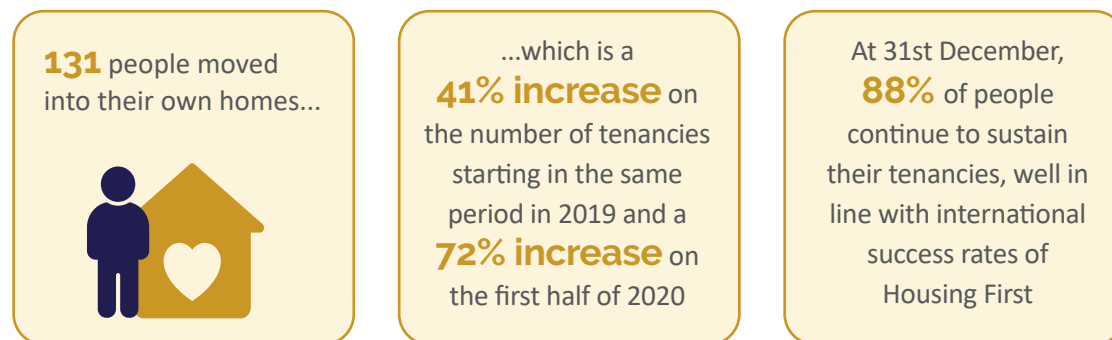 131 people moved
into their own homes...
...which is a
41% increase on
the number of tenancies
starting in the same
period in 2019 and a
72% increase on
the first half of 2020
At 31st December,
88% of people
continue to sustain
their tenancies, well in
line with international
success rates of
Housing First